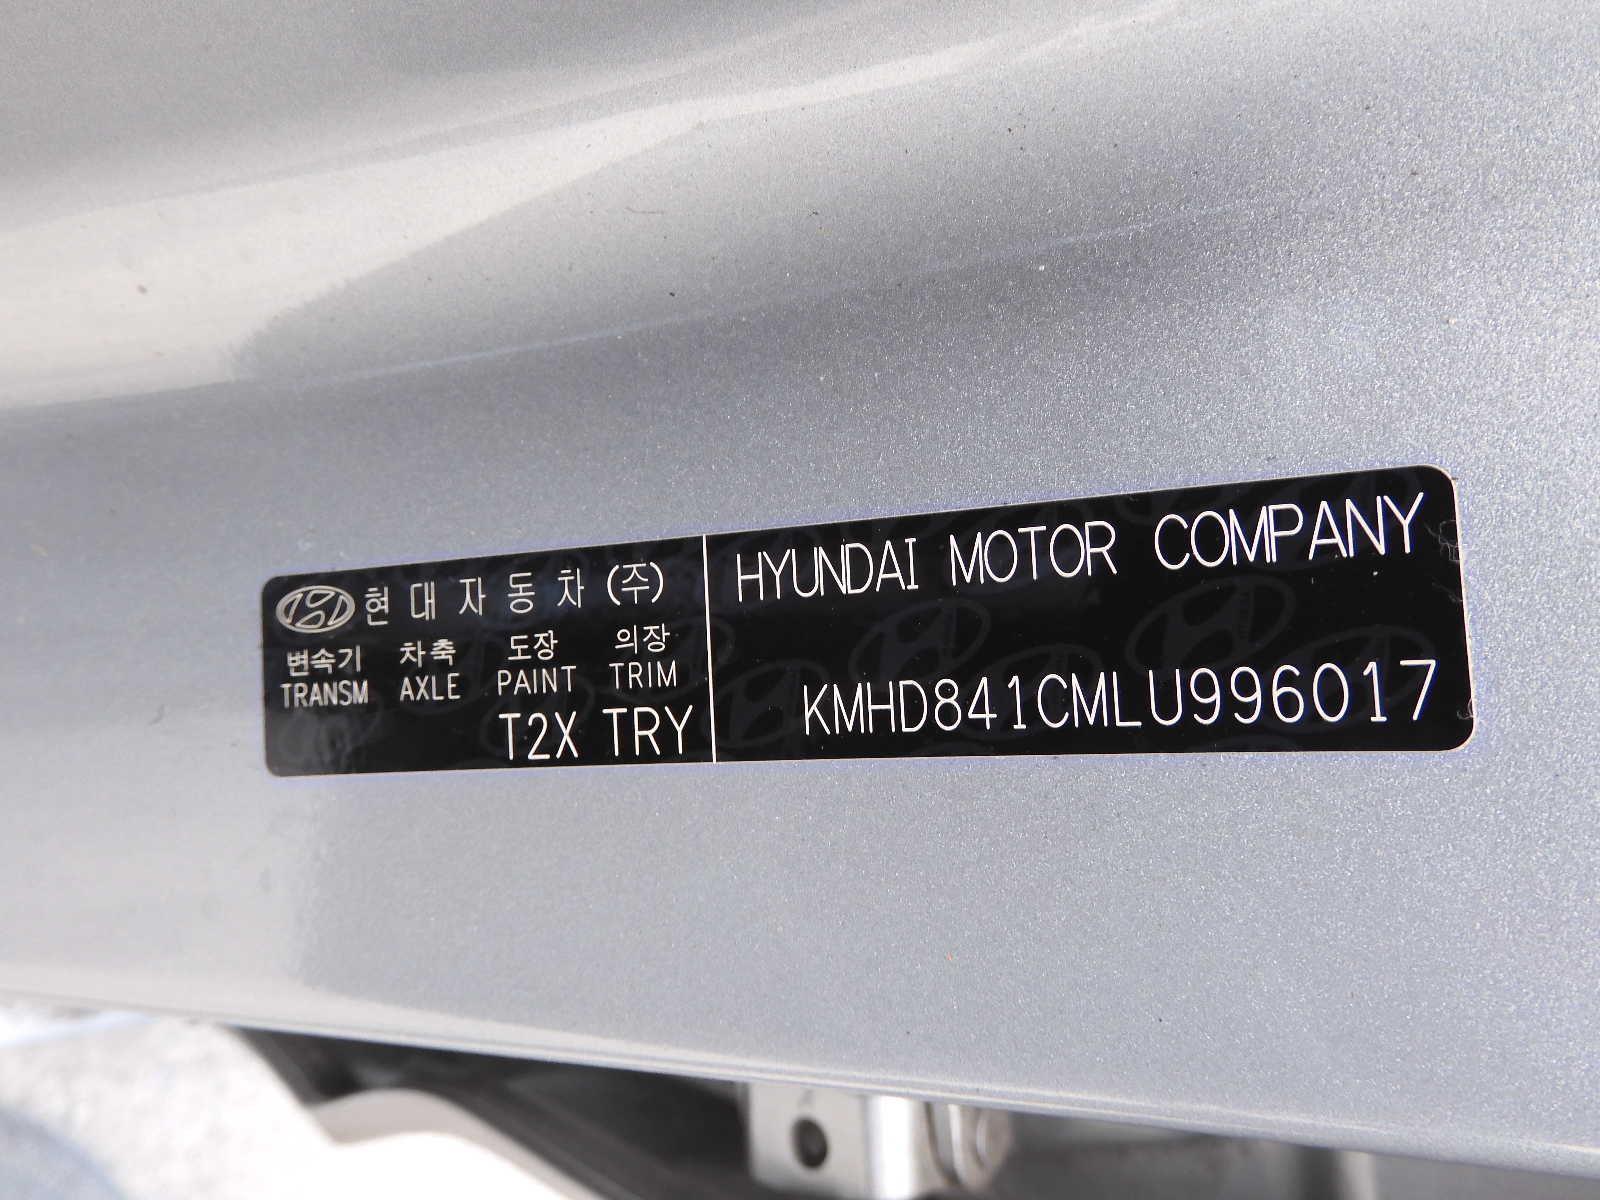 현대자동차(주)
변속기 차축 도장 의장
TRANSM AXLE PAINT TRIM
T2X TRY
HYUNDAI MOTOR COMPANY
KMHD841CMLU996017